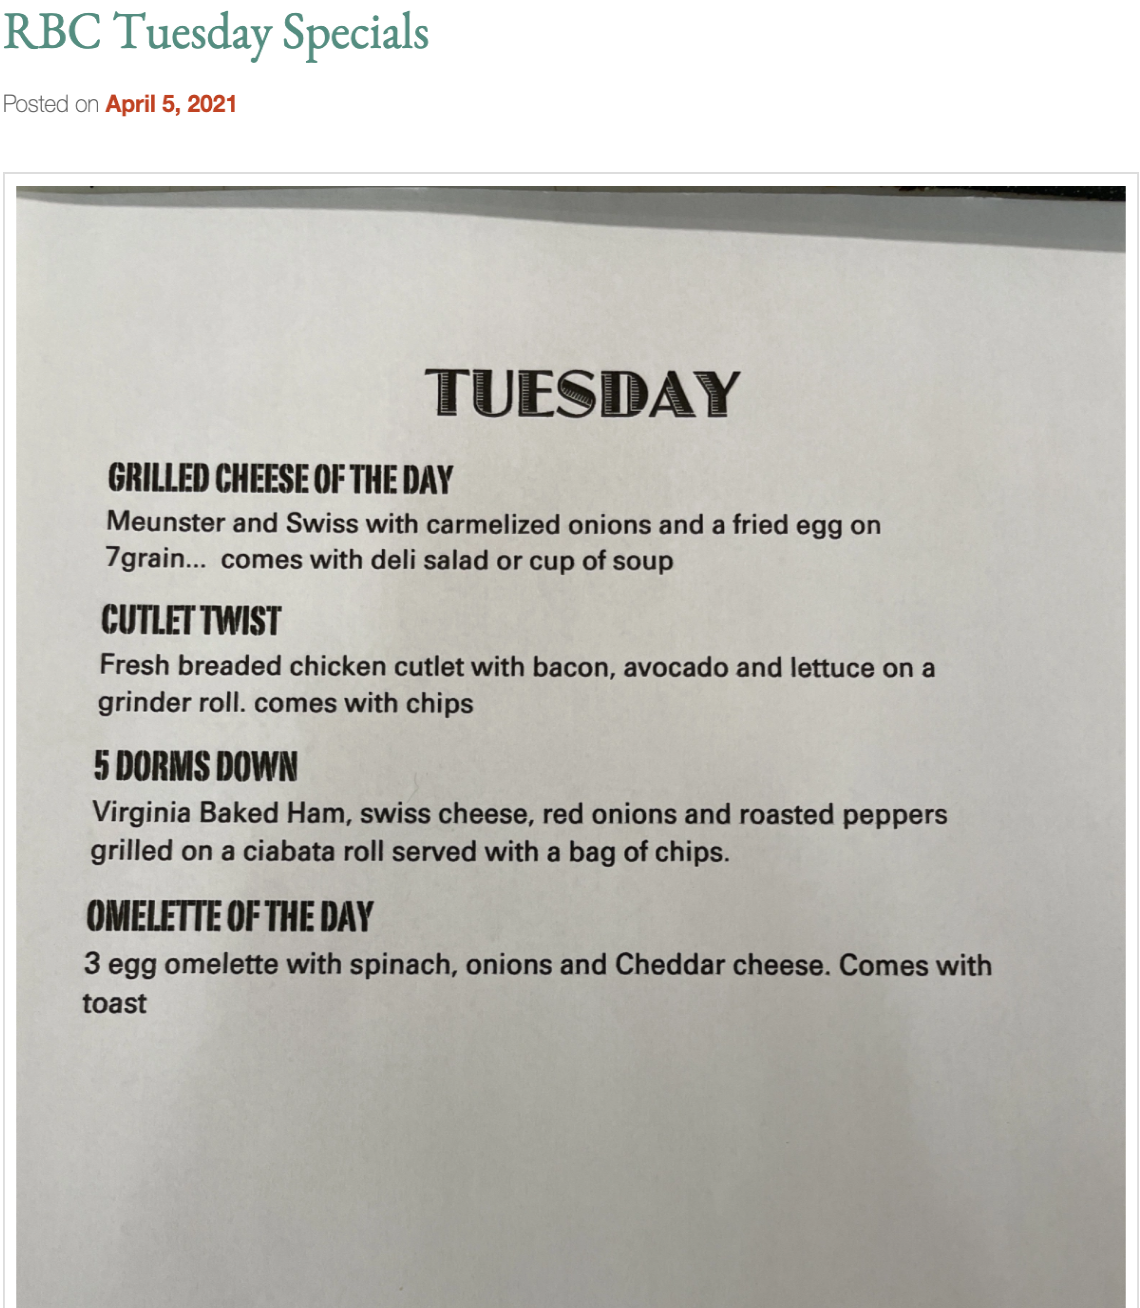 RBC Tuesday Specials
Posted on April 5, 2021
TUESDAY
GRILLED CHEESE OF THE DAY
Meunster and Swiss with carmelized onions and a fried egg on
7grain... comes with deli salad or cup of soup
CUTLET TWIST
Fresh breaded chicken cutlet with bacon, avocado and lettuce on a
grinder roll. comes with chips
5 DORMS DOWN
Virginia Baked Ham, swiss cheese, red onions and roasted peppers
grilled on a ciabata roll served with a bag of chips.
OMELETTE OF THE DAY
3 egg omelette with spinach, onions and Cheddar cheese. Comes with
toast